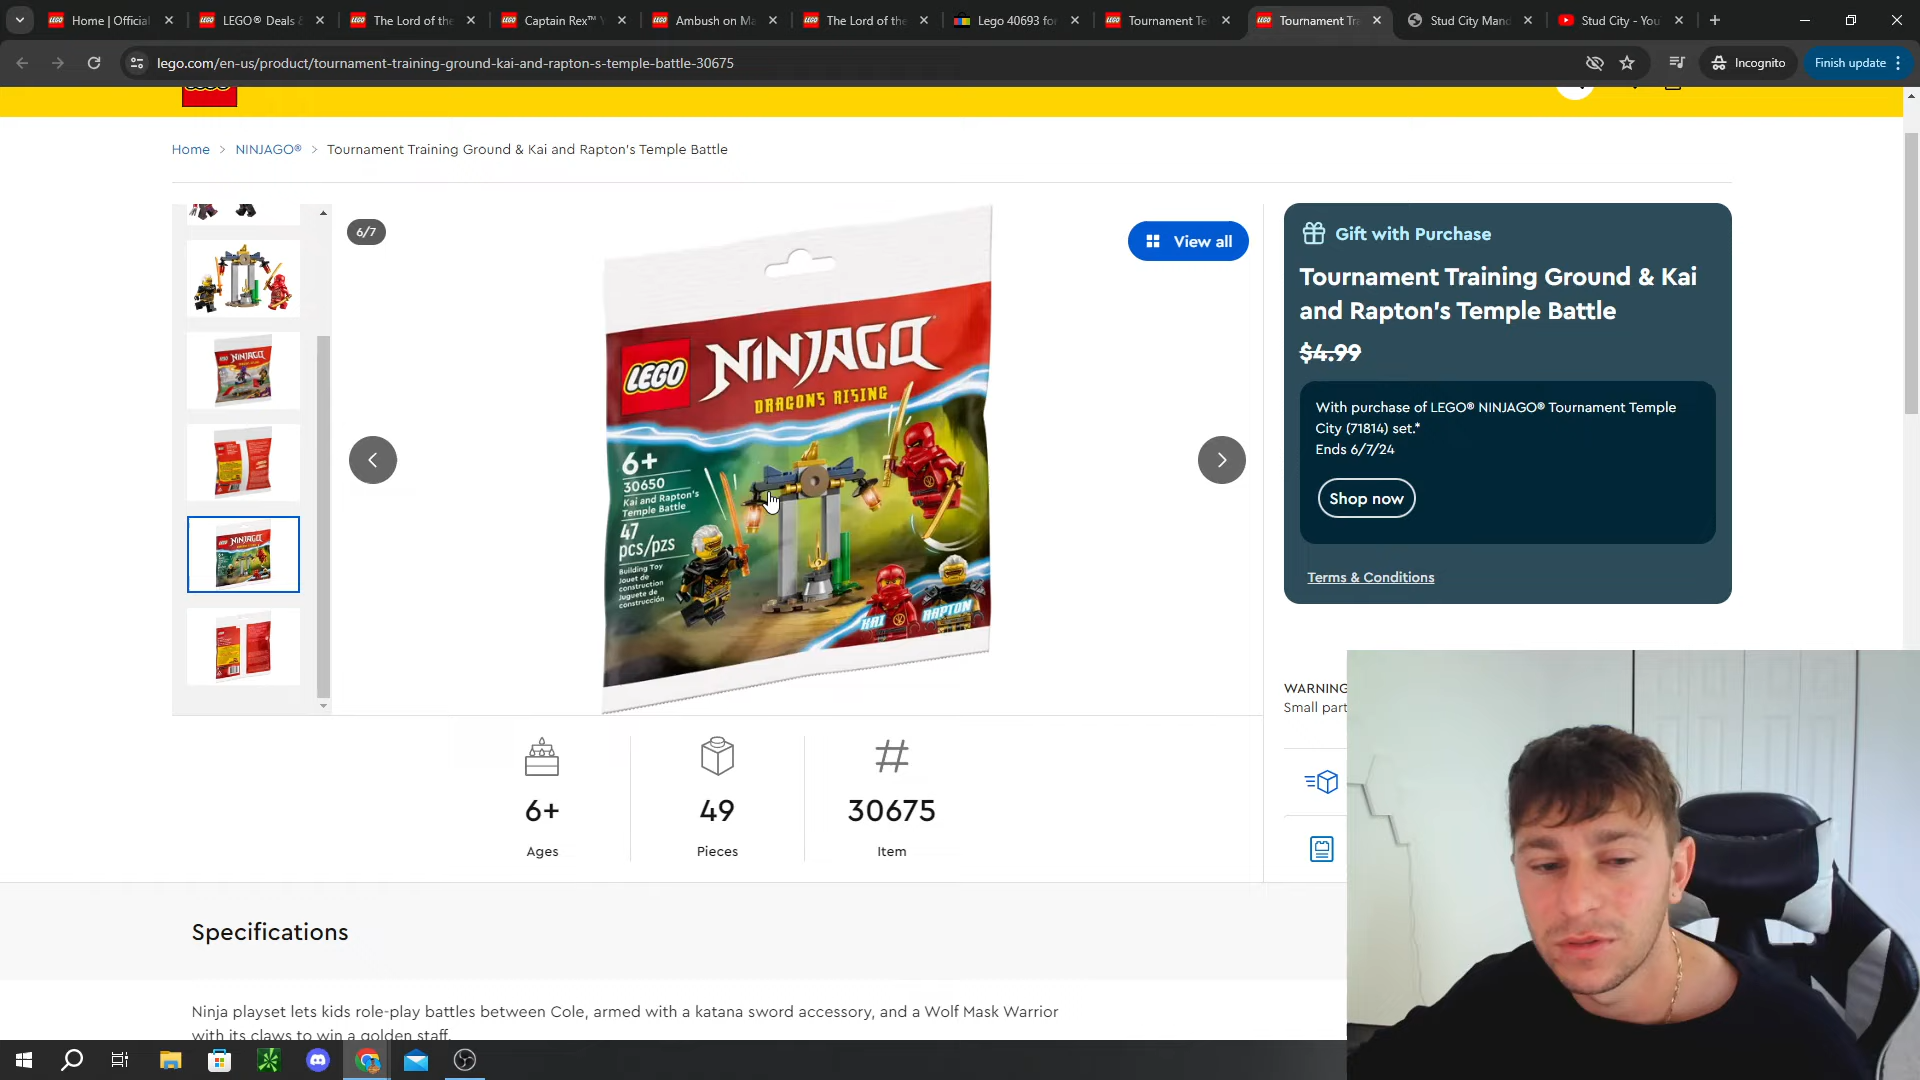 Home | Official
LEGO® Deals
The Lord of the
Captain Rex™
Ambush on Ma
The Lord of the
Lego 40693 for
Tournament Te
Tournament Tra
Stud City Mand
Stud City - You
lego.com/en-us/product/tournament-training-ground-kai-and-rapton-s-temple-battle-30675
Incognito
Finish update
Home > NINJAGO® > Tournament Training Ground & Kai and Rapton's Temple Battle
6/7
View all
LEGO
NINJAGO
DRAGONS RISING
6+
30650
Kai and Rapton's
Temple Battle
47
pcs/pzs
Building Toy
Jouet de
construction
Juguete de
construcción
KAI
RAPTON
Gift with Purchase
Tournament Training Ground & Kai
and Rapton's Temple Battle
$4.99
With purchase of LEGO® NINJAGO® Tournament Temple
City (71814) set.*
Ends 6/7/24
Shop now
Terms & Conditions
WARNING
Small part
6+
Ages
49
Pieces
30675
Item
Specifications
Ninja playset lets kids role-play battles between Cole, armed with a katana sword accessory, and a Wolf Mask Warrior
with its claws to win a golden staff.